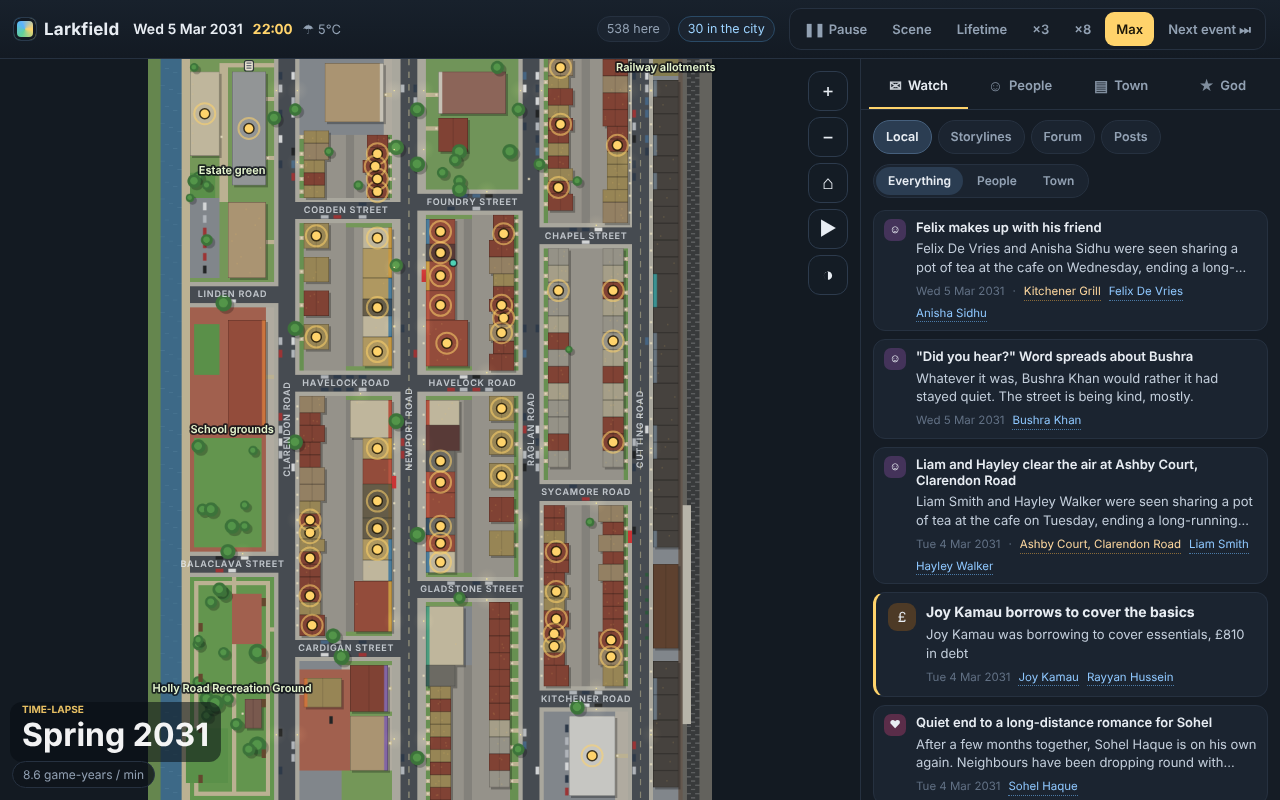 Larkfield
Wed 5 Mar 2031 22:00 5°C
538 here
30 in the city
Pause
Scene
Lifetime
×3
×8
Max
Next event
Watch
People
Town
God
Local
Storylines
Forum
Posts
Everything
People
Town
Felix makes up with his friend
Felix De Vries and Anisha Sidhu were seen sharing a
pot of tea at the cafe on Wednesday, ending a long-…
Wed 5 Mar 2031 · Kitchener Grill Felix De Vries
Anisha Sidhu
"Did you hear?" Word spreads about Bushra
Whatever it was, Bushra Khan would rather it had
stayed quiet. The street is being kind, mostly.
Wed 5 Mar 2031 Bushra Khan
Liam and Hayley clear the air at Ashby Court,
Clarendon Road
Liam Smith and Hayley Walker were seen sharing a pot
of tea at the cafe on Tuesday, ending a long-running…
Tue 4 Mar 2031 · Ashby Court, Clarendon Road Liam Smith
Hayley Walker
£
Joy Kamau borrows to cover the basics
Joy Kamau was borrowing to cover essentials, £810
in debt
Tue 4 Mar 2031 Joy Kamau Rayyan Hussein
Quiet end to a long-distance romance for Sohel
After a few months together, Sohel Haque is on his own
again. Neighbours have been dropping round with…
Tue 4 Mar 2031 Sohel Haque
Railway allotments
Estate green
COBDEN STREET
FOUNDRY STREET
CHAPEL STREET
LINDEN ROAD
HAVELOCK ROAD
HAVELOCK ROAD
CLARENDON ROAD
NEWPORT ROAD
RAGLAN ROAD
CUTTING ROAD
School grounds
SYCAMORE ROAD
BALACLAVA STREET
GLADSTONE STREET
CARDIGAN STREET
Holly Road Recreation Ground
KITCHENER ROAD
TIME-LAPSE
Spring 2031
8.6 game-years / min